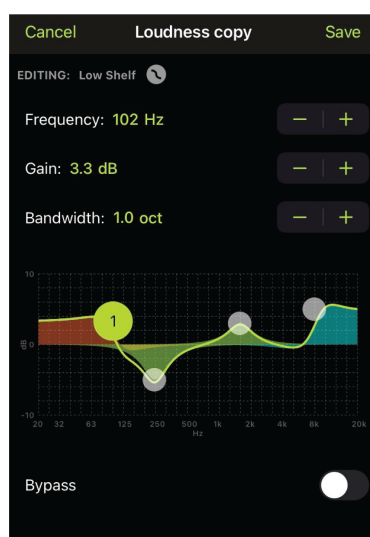 Cancel Loudness copy Save
EDITING: Low Shelf
Frequency: 102 Hz − +
Gain: 3.3 dB − +
Bandwidth: 1.0 oct − +
10
1
dB 0
-10
20 32 63 125 250 500 1k 2k 4k 8k 20k
Hz
Bypass